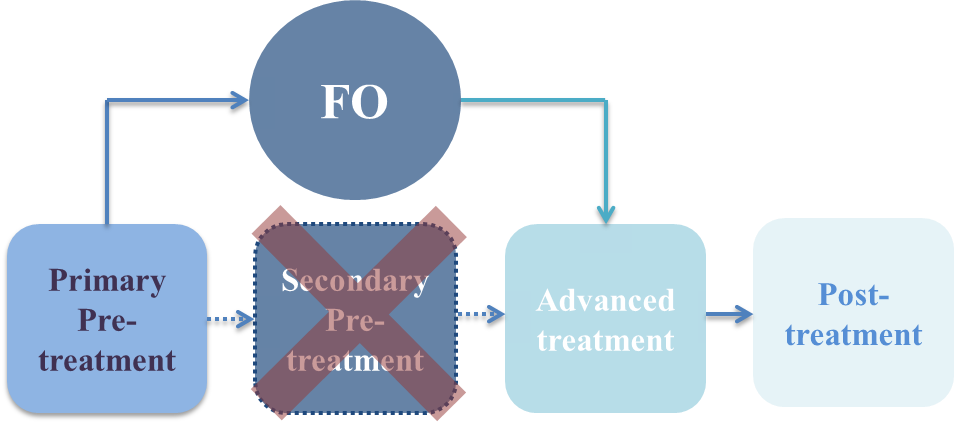 FO
Primary
Pre-
treatment
Secondary
Pre-
treatment
Advanced
treatment
Post-
treatment